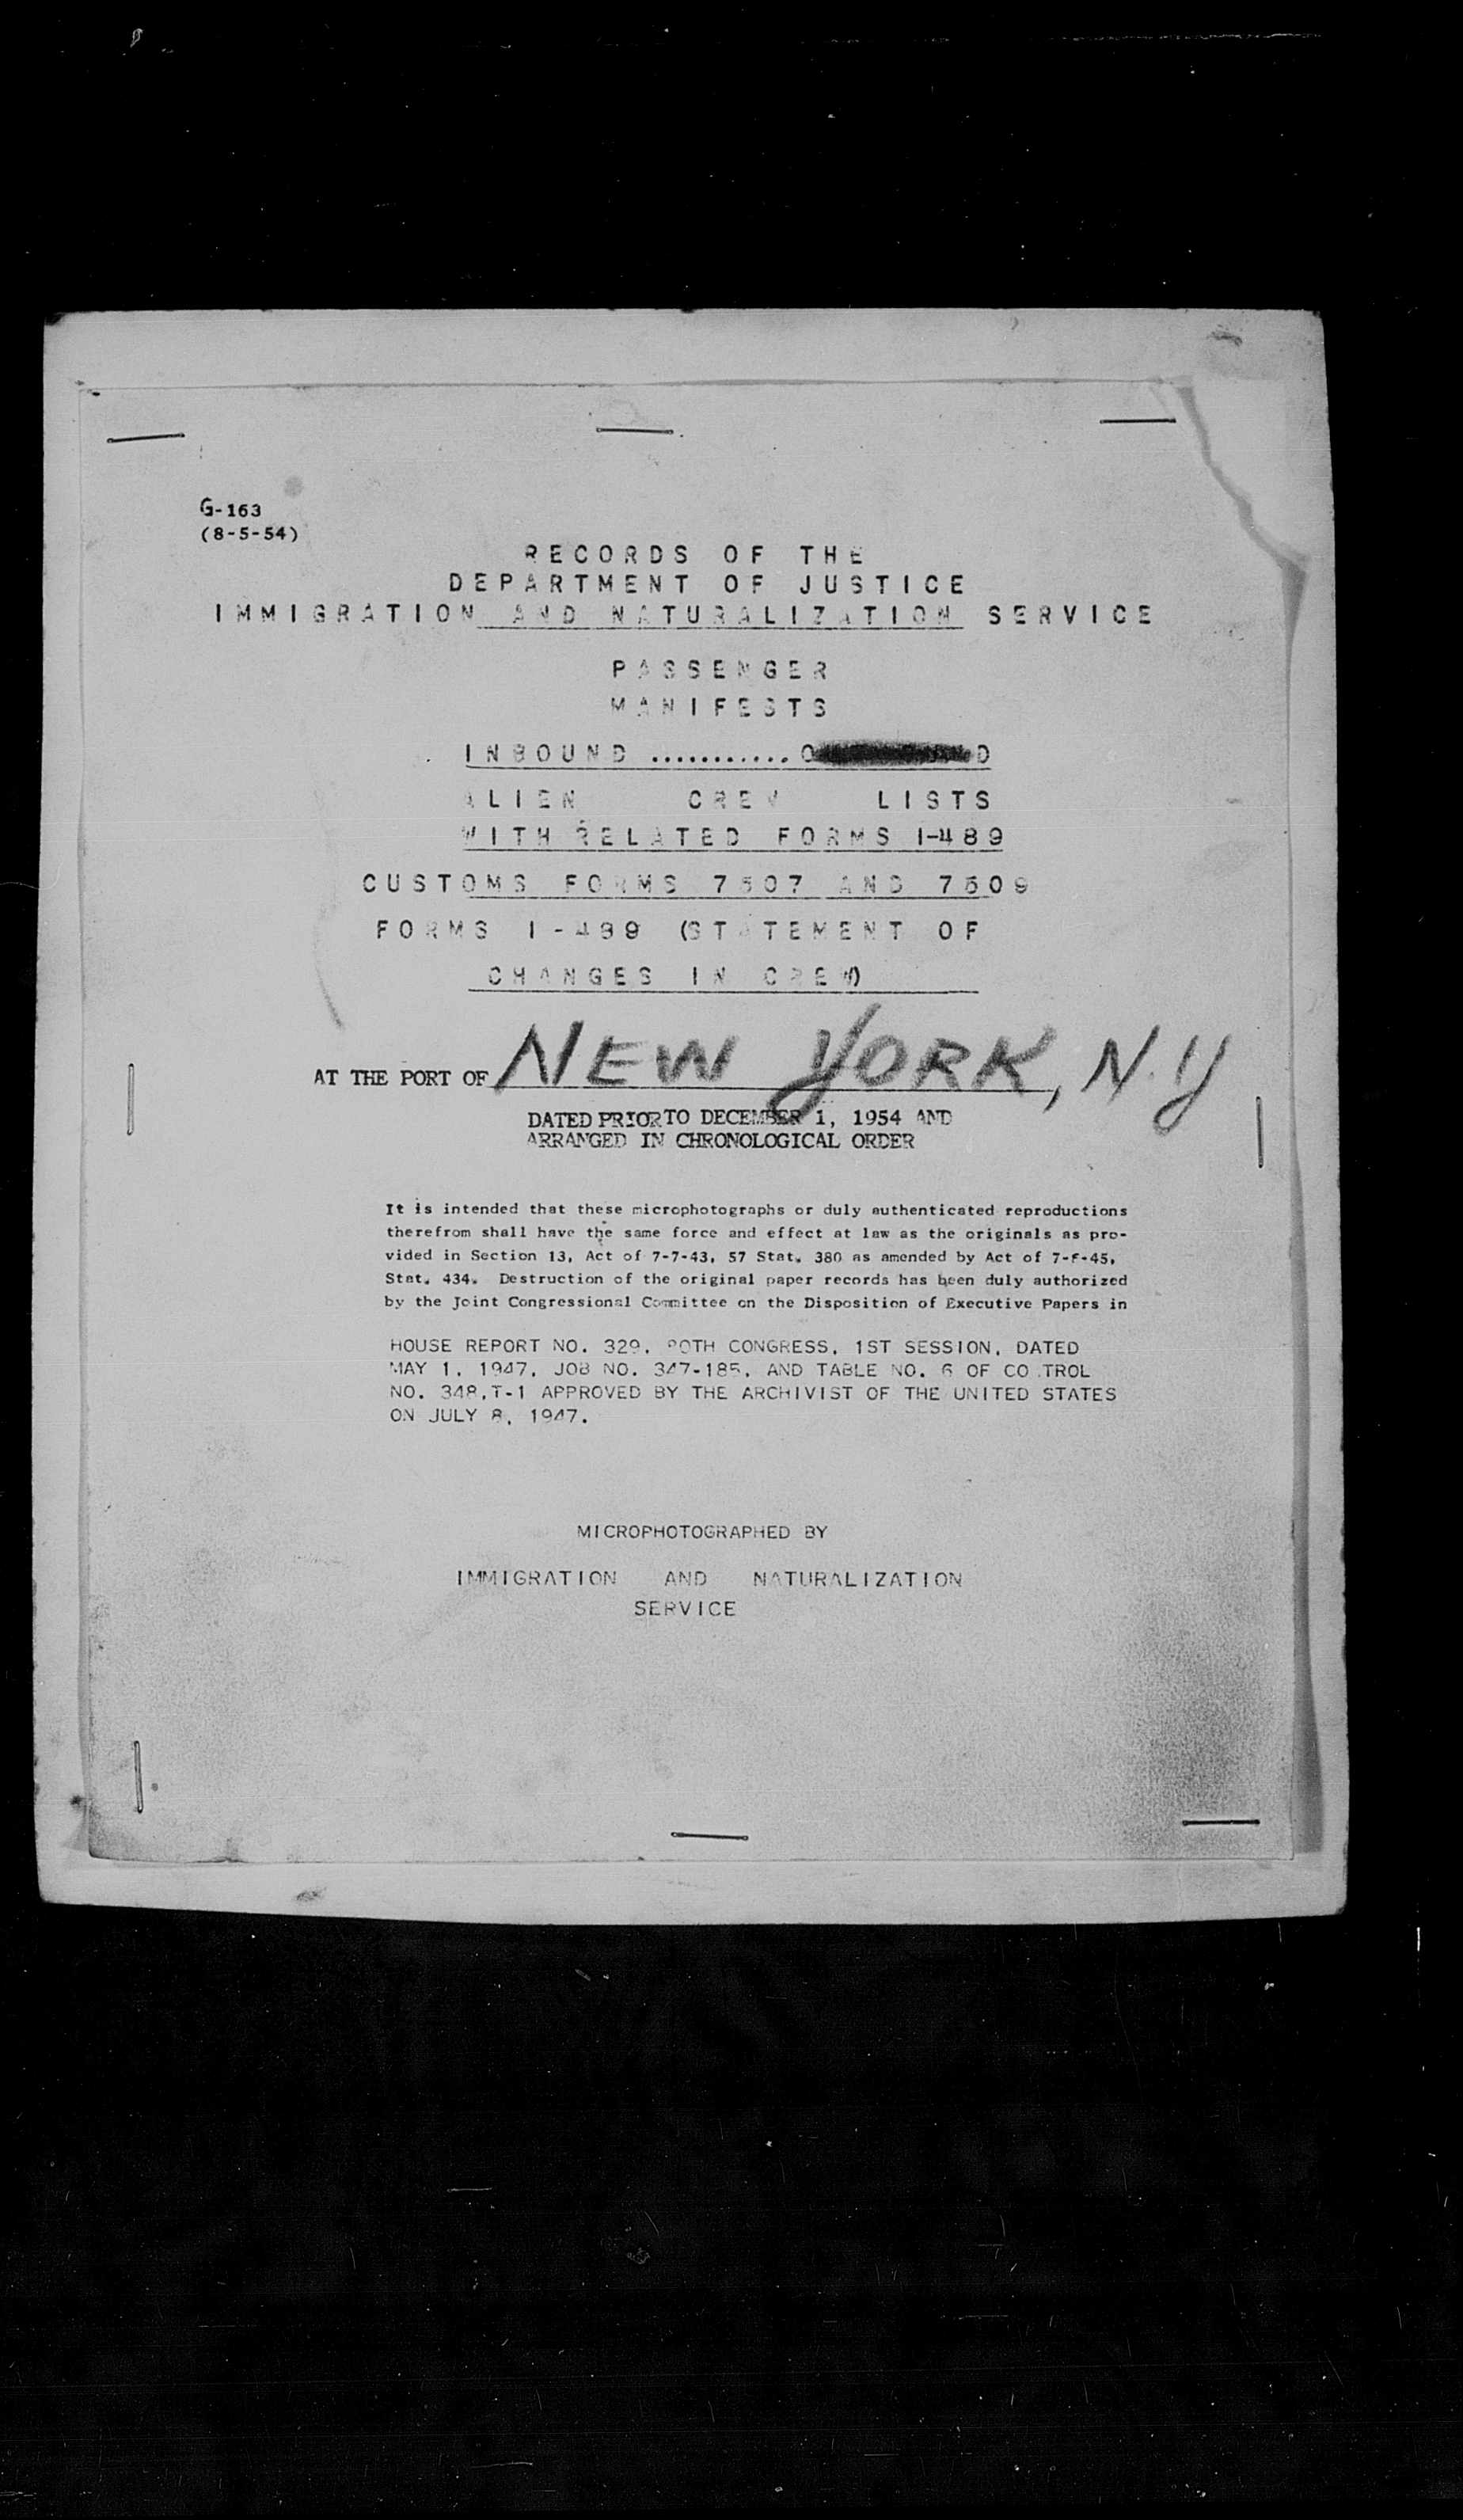 G-163
(8-5-54)
RECORDS OF THE
DEPARTMENT OF JUSTICE
IMMIGRATION AND NATURALIZATION SERVICE
PASSENGER
MANIFESTS
INBOUND ...........
ALIEN CREW LISTS
WITH RELATED FORMS I-489
CUSTOMS FORMS 7507 AND 7509
FORMS I-489 (STATEMENT OF
CHANGES IN CREW)
AT THE PORT OF NEW YORK, N.Y
DATED PRIOR TO DECEMBER 1, 1954 AND
ARRANGED IN CHRONOLOGICAL ORDER
It is intended that these microphotographs or duly authenticated reproductions
therefrom shall have the same force and effect at law as the originals as pro-
vided in Section 13, Act of 7-7-43, 57 Stat. 380 as amended by Act of
Stat. 434. Destruction of the original paper records has been duly authorized
by the Joint Congressional Committee on the Disposition of Executive Papers in
HOUSE REPORT NO. 329, 80TH CONGRESS, 1ST SESSION, DATED
MAY 1, 1947, JOB NO. 347-185, AND TABLE NO. 6 OF CO TROL
NO. 348,T-1 APPROVED BY THE ARCHIVIST OF THE UNITED STATES
ON JULY 8, 1947.
MICROPHOTOGRAPHED BY
IMMIGRATION AND NATURALIZATION
SERVICE